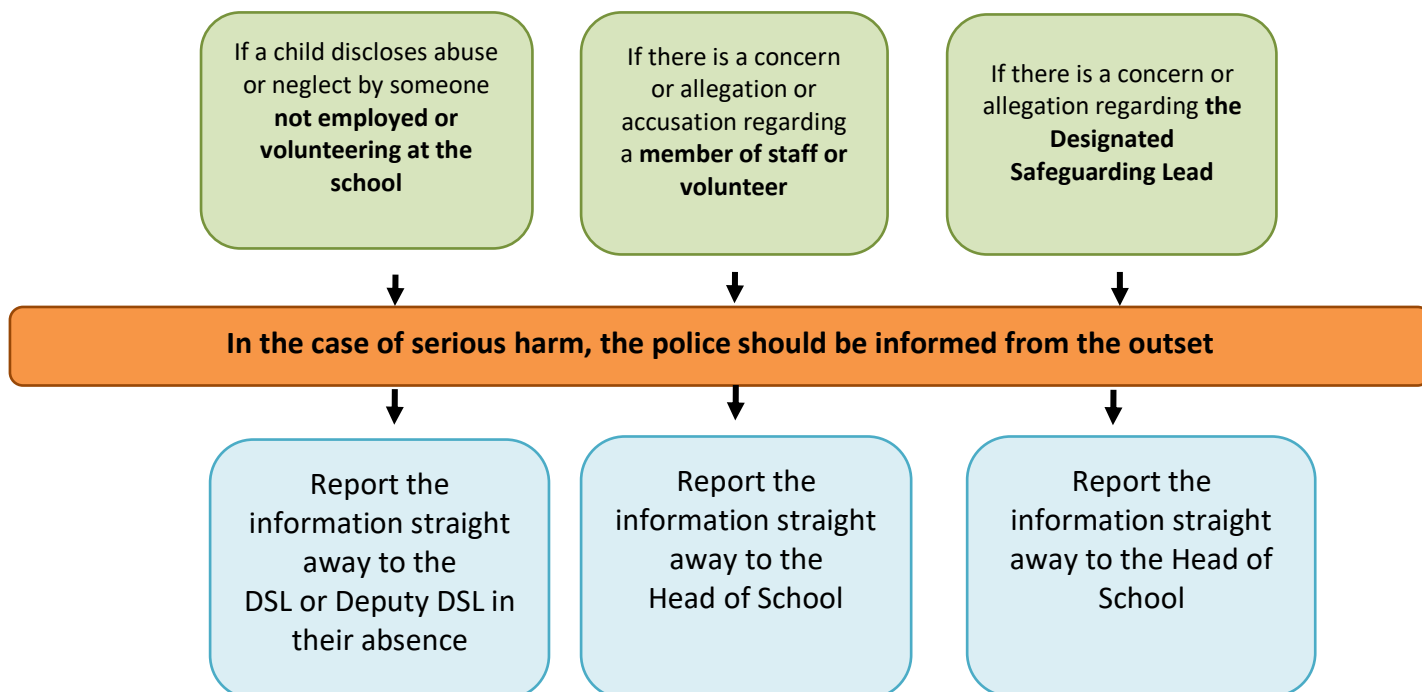 If a child discloses abuse
or neglect by someone
not employed or
volunteering at the
school
If there is a concern
or allegation or
accusation regarding
a member of staff or
volunteer
If there is a concern or
allegation regarding the
Designated
Safeguarding Lead
In the case of serious harm, the police should be informed from the outset
Report the
information straight
away to the
DSL or Deputy DSL in
their absence
Report the
information straight
away to the
Head of School
Report the
information straight
away to the Head of
School